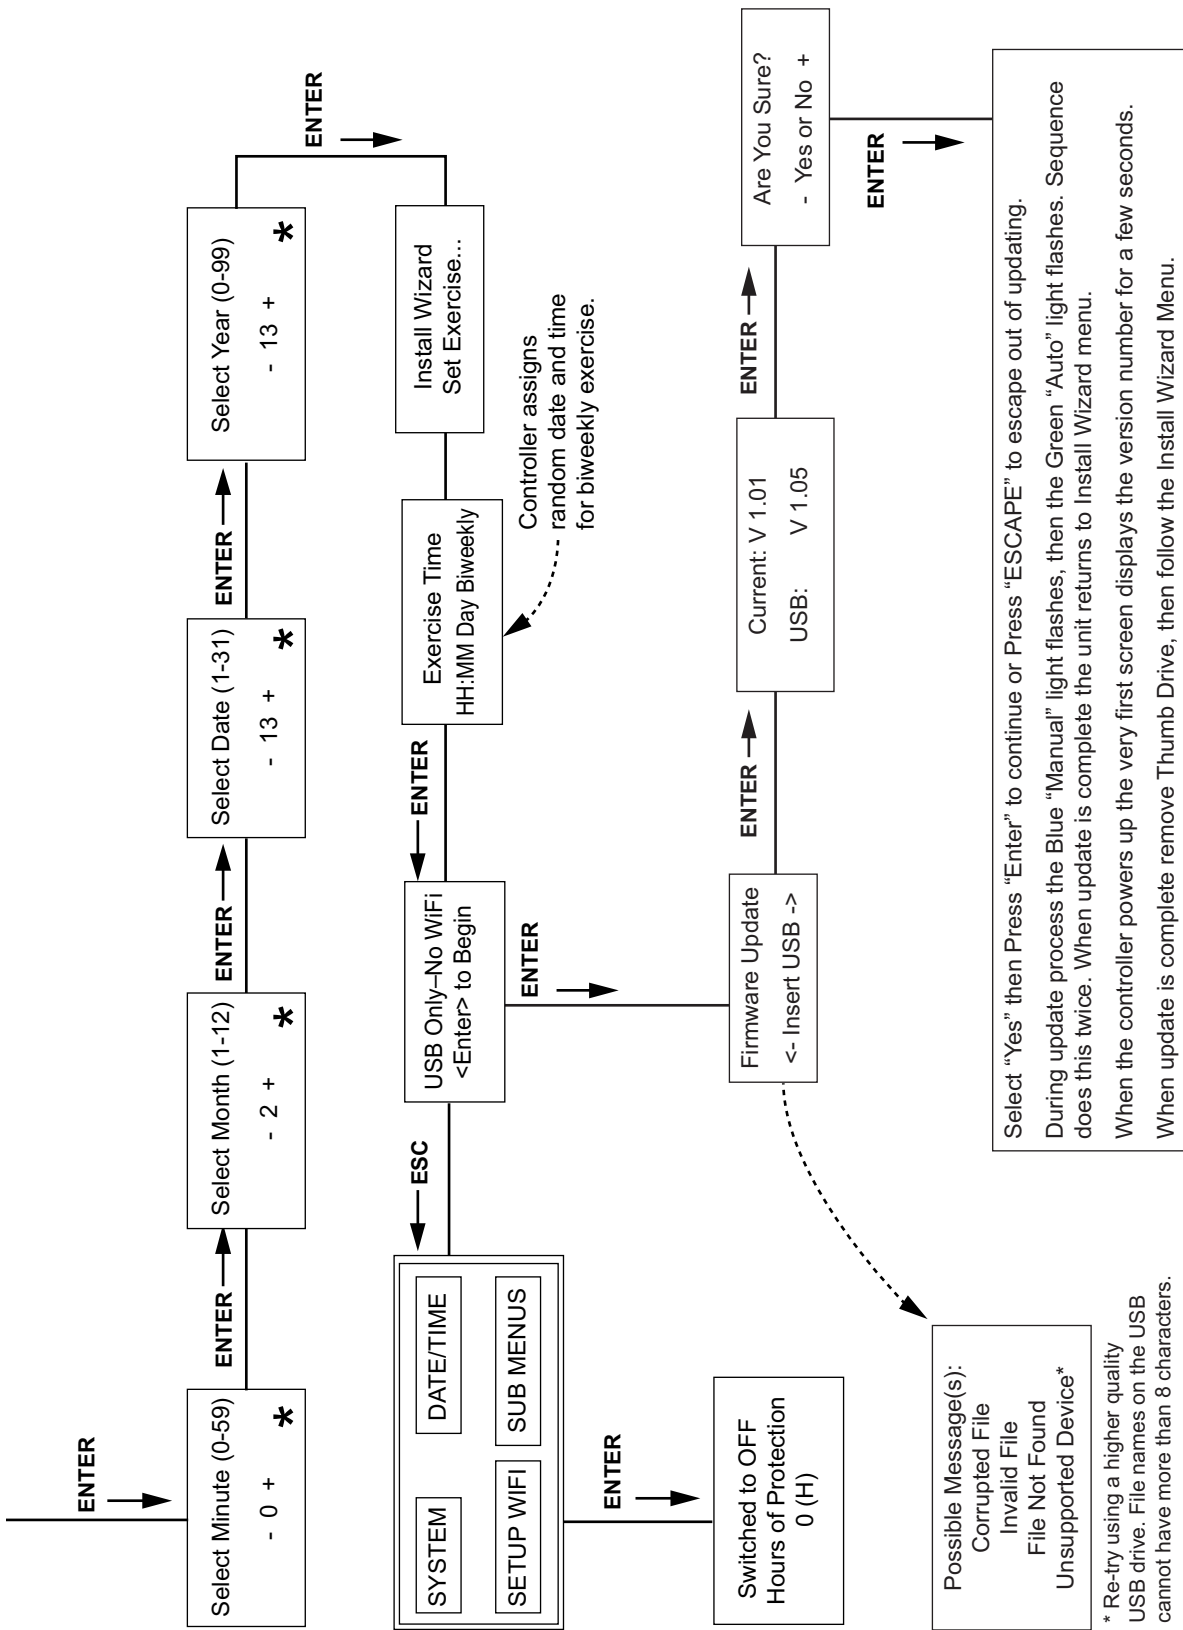 ENTER
Select Minute (0-59)
- 0 +
*
ENTER
Select Month (1-12)
- 2 +
*
ENTER
Select Date (1-31)
- 13 +
*
ENTER
Select Year (0-99)
- 13 +
*
ENTER
Install Wizard
Set Exercise...
Exercise Time
HH:MM Day Biweekly
Controller assigns
random date and time
for biweekly exercise.
ENTER
USB Only–No WiFi
<Enter> to Begin
ESC
SYSTEM
DATE/TIME
SETUP WIFI
SUB MENUS
ENTER
Switched to OFF
Hours of Protection
0 (H)
ENTER
Firmware Update
<- Insert USB ->
ENTER
Current: V 1.01
USB: V 1.05
ENTER
Are You Sure?
- Yes or No +
ENTER
Possible Message(s):
Corrupted File
Invalid File
File Not Found
Unsupported Device*
* Re-try using a higher quality
USB drive. File names on the USB
cannot have more than 8 characters.
Select “Yes” then Press “Enter” to continue or Press “ESCAPE” to escape out of updating.
During update process the Blue “Manual” light flashes, then the Green “Auto” light flashes. Sequence
does this twice. When update is complete the unit returns to Install Wizard menu.
When the controller powers up the very first screen displays the version number for a few seconds.
When update is complete remove Thumb Drive, then follow the Install Wizard Menu.